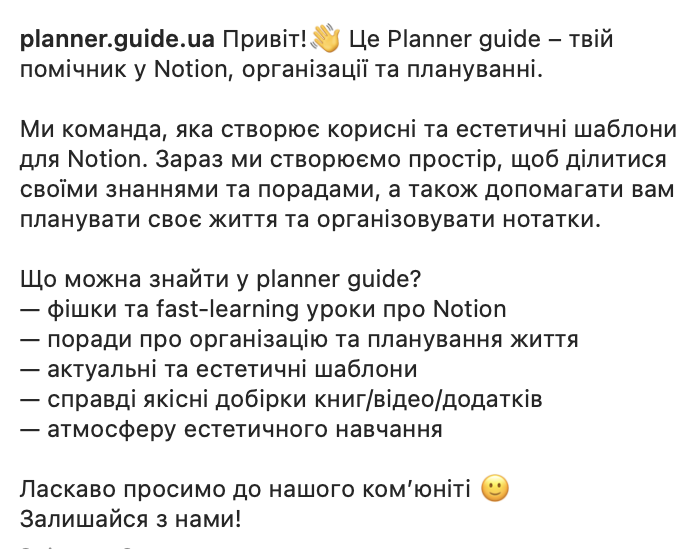 planner.guide.ua Привіт!👋 Це Planner guide – твій
помічник у Notion, організації та плануванні.
Ми команда, яка створює корисні та естетичні шаблони
для Notion. Зараз ми створюємо простір, щоб ділитися
своїми знаннями та порадами, а також допомагати вам
планувати своє життя та організовувати нотатки.
Що можна знайти у planner guide?
— фішки та fast-learning уроки про Notion
— поради про організацію та планування життя
— актуальні та естетичні шаблони
— справді якісні добірки книг/відео/додатків
— атмосферу естетичного навчання
Ласкаво просимо до нашого ком’юніті 🙂
Залишайся з нами!